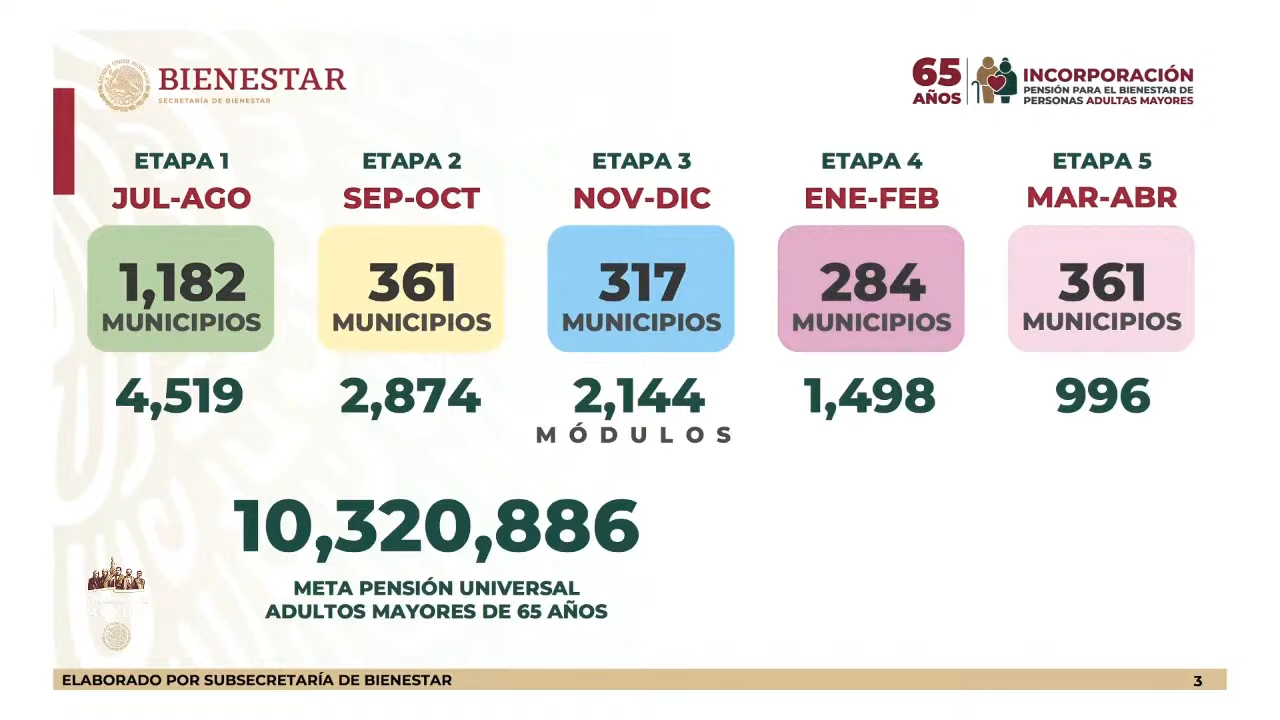 BIENESTAR
SECRETARÍA DE BIENESTAR
65
AÑOS
INCORPORACIÓN
PENSIÓN PARA EL BIENESTAR DE
PERSONAS ADULTAS MAYORES
ETAPA 1
JUL-AGO
1,182
MUNICIPIOS
4,519
ETAPA 2
SEP-OCT
361
MUNICIPIOS
2,874
ETAPA 3
NOV-DIC
317
MUNICIPIOS
2,144
ETAPA 4
ENE-FEB
284
MUNICIPIOS
1,498
ETAPA 5
MAR-ABR
361
MUNICIPIOS
996
MÓDULOS
10,320,886
META PENSIÓN UNIVERSAL
ADULTOS MAYORES DE 65 AÑOS
ELABORADO POR SUBSECRETARÍA DE BIENESTAR
3